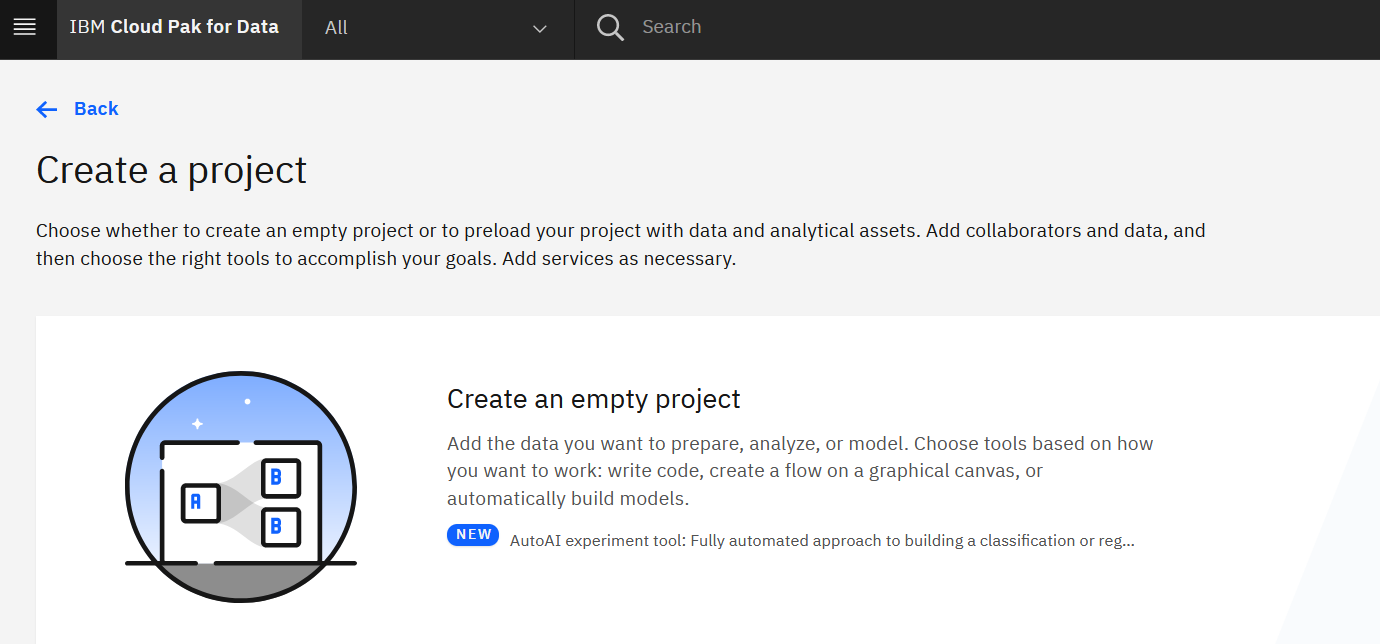 IBM Cloud Pak for Data
All
Search
Back
Create a project
Choose whether to create an empty project or to preload your project with data and analytical assets. Add collaborators and data, and
then choose the right tools to accomplish your goals. Add services as necessary.
Create an empty project
Add the data you want to prepare, analyze, or model. Choose tools based on how
you want to work: write code, create a flow on a graphical canvas, or
automatically build models.
NEW AutoAI experiment tool: Fully automated approach to building a classification or reg...
B
A
B